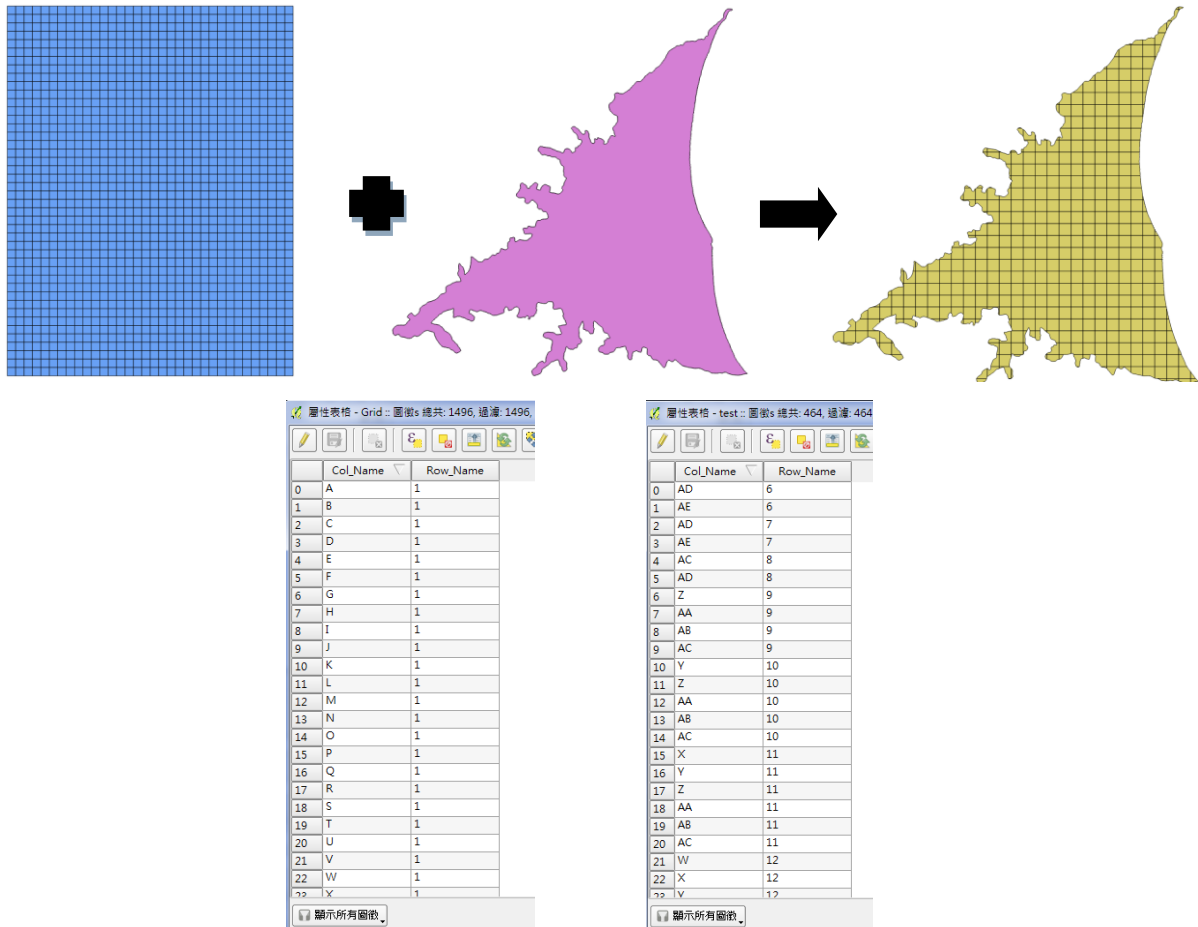 屬性表格 - Grid :: 圖徵s 總共: 1496, 過濾: 1496,
Col_Name Row_Name
0 A 1
1 B 1
2 C 1
3 D 1
4 E 1
5 F 1
6 G 1
7 H 1
8 I 1
9 J 1
10 K 1
11 L 1
12 M 1
13 N 1
14 O 1
15 P 1
16 Q 1
17 R 1
18 S 1
19 T 1
20 U 1
21 V 1
22 W 1
23 X 1
顯示所有圖徵
屬性表格 - test :: 圖徵s 總共: 464, 過濾: 464
Col_Name Row_Name
0 AD 6
1 AE 6
2 AD 7
3 AE 7
4 AC 8
5 AD 8
6 Z 9
7 AA 9
8 AB 9
9 AC 9
10 Y 10
11 Z 10
12 AA 10
13 AB 10
14 AC 10
15 X 11
16 Y 11
17 Z 11
18 AA 11
19 AB 11
20 AC 11
21 W 12
22 X 12
23 Y 12
顯示所有圖徵